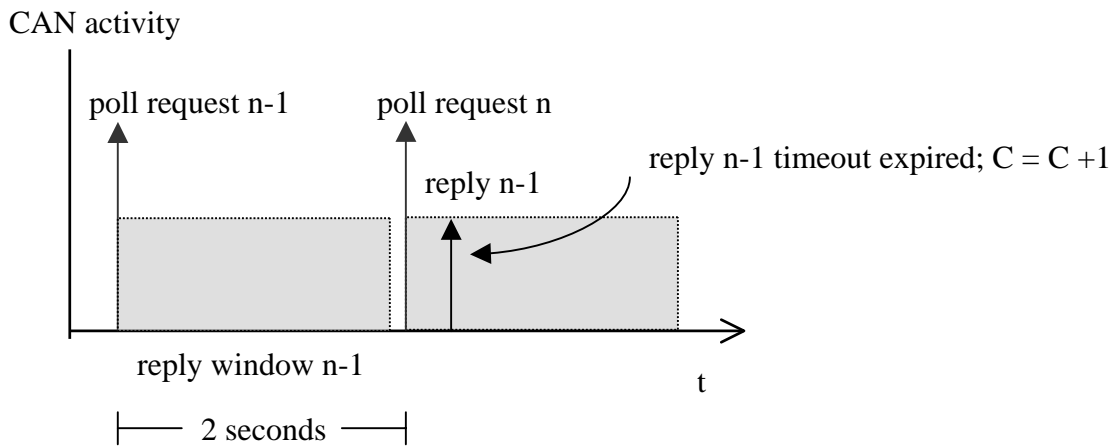 CAN activity
poll request n-1
poll request n
reply n-1 timeout expired; C = C +1
reply n-1
reply window n-1
t
2 seconds